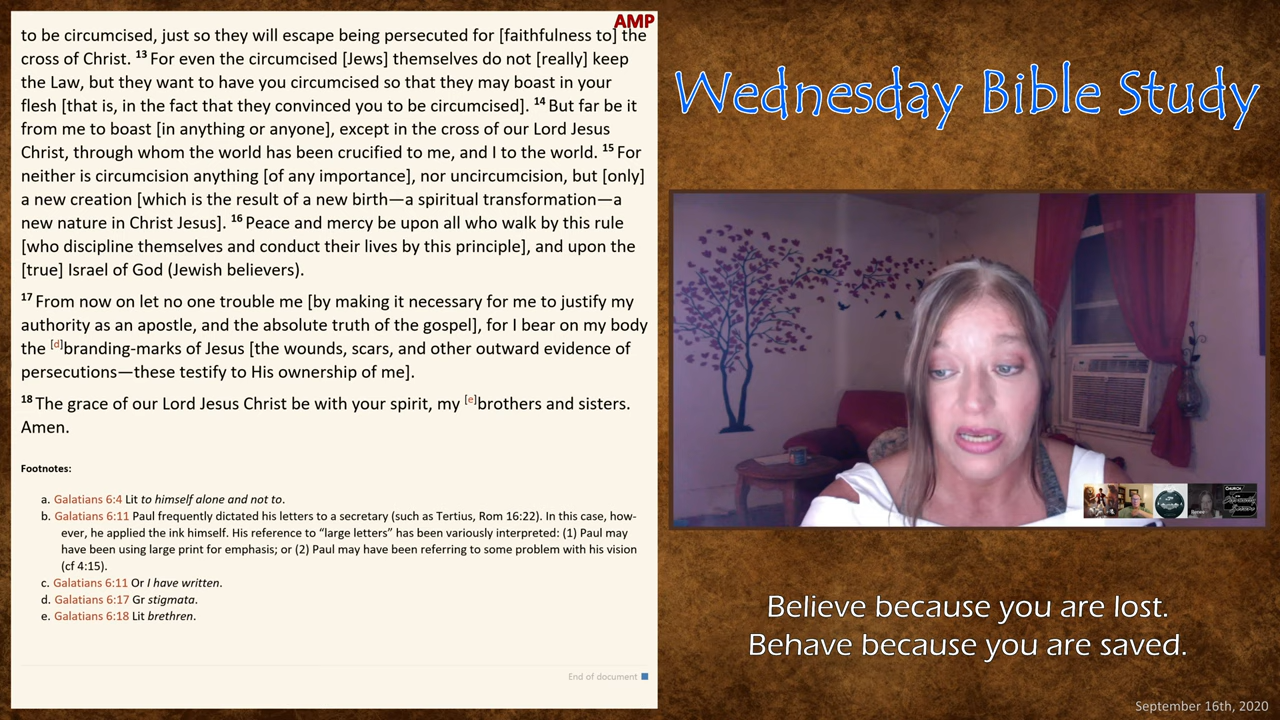 AMP
to be circumcised, just so they will escape being persecuted for [faithfulness to] the
cross of Christ. 13 For even the circumcised [Jews] themselves do not [really] keep
the Law, but they want to have you circumcised so that they may boast in your
flesh [that is, in the fact that they convinced you to be circumcised]. 14 But far be it
from me to boast [in anything or anyone], except in the cross of our Lord Jesus
Christ, through whom the world has been crucified to me, and I to the world. 15 For
neither is circumcision anything [of any importance], nor uncircumcision, but [only]
a new creation [which is the result of a new birth—a spiritual transformation—a
new nature in Christ Jesus]. 16 Peace and mercy be upon all who walk by this rule
[who discipline themselves and conduct their lives by this principle], and upon the
[true] Israel of God (Jewish believers).
17 From now on let no one trouble me [by making it necessary for me to justify my
authority as an apostle, and the absolute truth of the gospel], for I bear on my body
the [d]branding-marks of Jesus [the wounds, scars, and other outward evidence of
persecutions—these testify to His ownership of me].
18 The grace of our Lord Jesus Christ be with your spirit, my [e]brothers and sisters.
Amen.
Footnotes:
a. Galatians 6:4 Lit to himself alone and not to.
b. Galatians 6:11 Paul frequently dictated his letters to a secretary (such as Tertius, Rom 16:22). In this case, how-
ever, he applied the ink himself. His reference to “large letters” has been variously interpreted: (1) Paul may
have been using large print for emphasis; or (2) Paul may have been referring to some problem with his vision
(cf 4:15).
c. Galatians 6:11 Or I have written.
d. Galatians 6:17 Gr stigmata.
e. Galatians 6:18 Lit brethren.
End of document
Wednesday Bible Study
CHURCH
Believe because you are lost.
Behave because you are saved.
September 16th, 2020